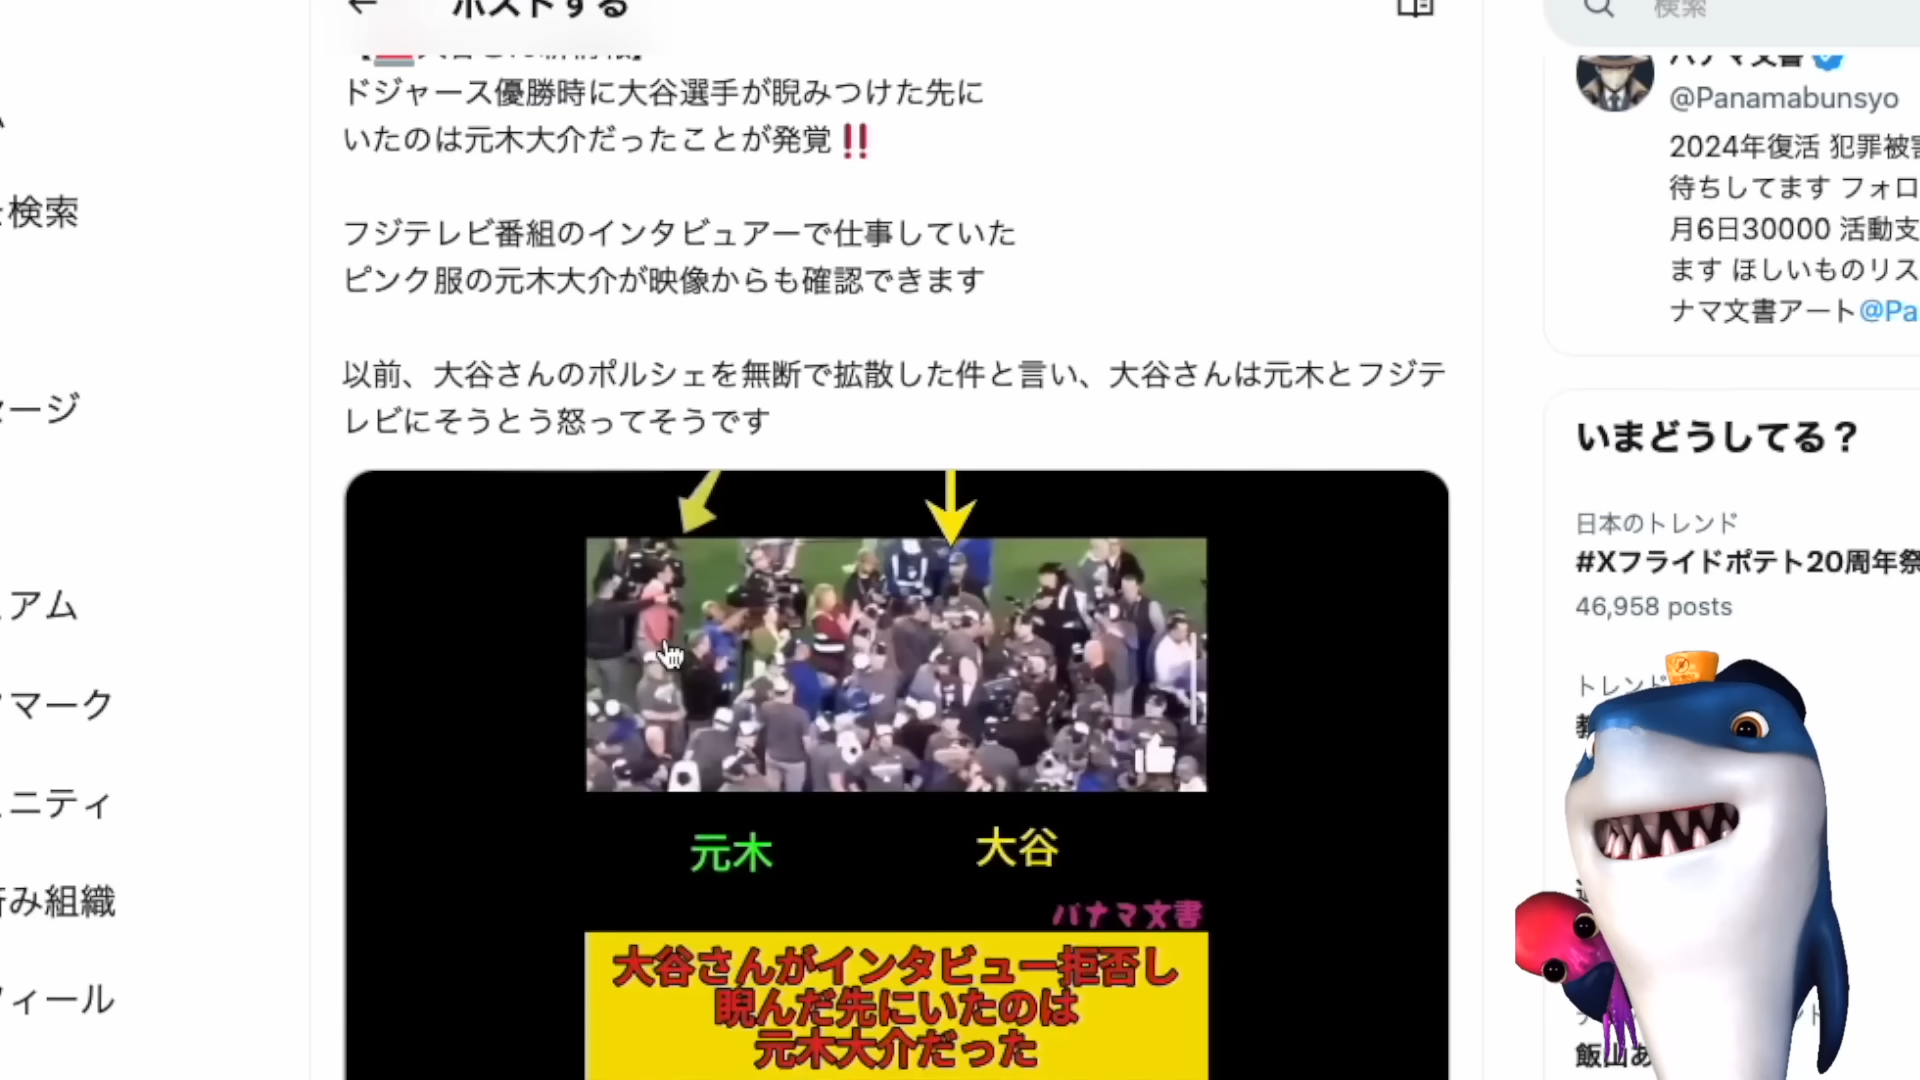 ポストする
検索
ドジャース優勝時に大谷選手が睨みつけた先に
いたのは元木大介だったことが発覚‼
フジテレビ番組のインタビュアーで仕事していた
ピンク服の元木大介が映像からも確認できます
以前、大谷さんのポルシェを無断で拡散した件と言い、大谷さんは元木とフジテ
レビにそうとう怒ってそうです
元木
大谷
パナマ文書
大谷さんがインタビュー拒否し
睨んだ先にいたのは
元木大介だった
検索
ージ
アム
マーク
ニティ
み組織
ィール
パナマ文書
@Panamabunsyo
2024年復活 犯罪被
待ちしてます フォロ
月6日30000 活動支
ます ほしいものリス
ナマ文書アート@Pa
いまどうしてる？
日本のトレンド
#Xフライドポテト20周年祭
46,958 posts
トレンド
飯山あ